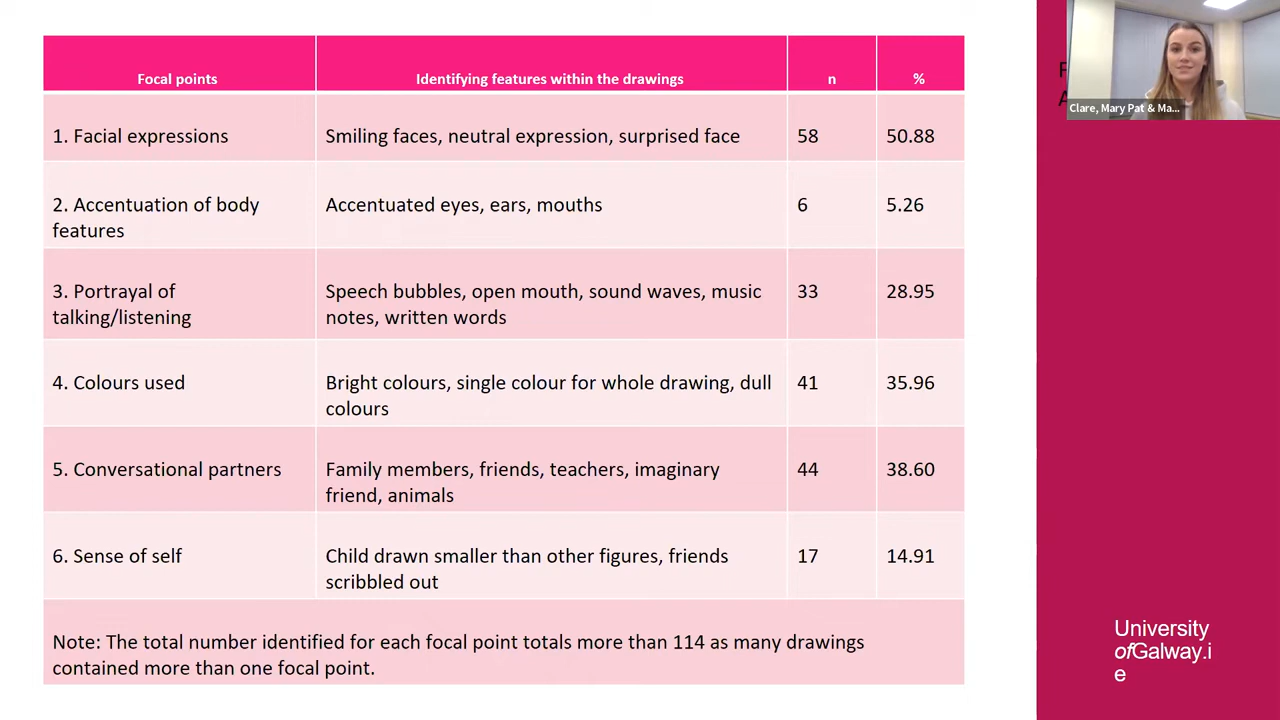 Focal points
Identifying features within the drawings
n
%
1. Facial expressions
Smiling faces, neutral expression, surprised face
58
50.88
2. Accentuation of body
features
Accentuated eyes, ears, mouths
6
5.26
3. Portrayal of
talking/listening
Speech bubbles, open mouth, sound waves, music
notes, written words
33
28.95
4. Colours used
Bright colours, single colour for whole drawing, dull
colours
41
35.96
5. Conversational partners
Family members, friends, teachers, imaginary
friend, animals
44
38.60
6. Sense of self
Child drawn smaller than other figures, friends
scribbled out
17
14.91
Note: The total number identified for each focal point totals more than 114 as many drawings
contained more than one focal point.
Clare, Mary Pat & Ma...
University
ofGalway.i
e